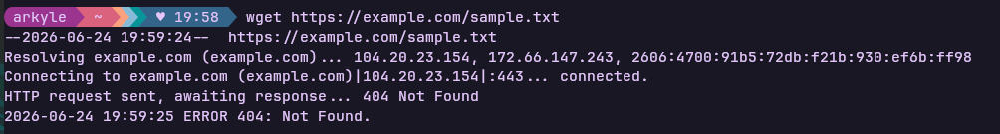 arkyle ~ ♥ 19:58 wget https://example.com/sample.txt
--2026-06-24 19:59:24--  https://example.com/sample.txt
Resolving example.com (example.com)... 104.20.23.154, 172.66.147.243, 2606:4700:91b5:72db:f21b:930:ef6b:ff98
Connecting to example.com (example.com)|104.20.23.154|:443... connected.
HTTP request sent, awaiting response... 404 Not Found
2026-06-24 19:59:25 ERROR 404: Not Found.